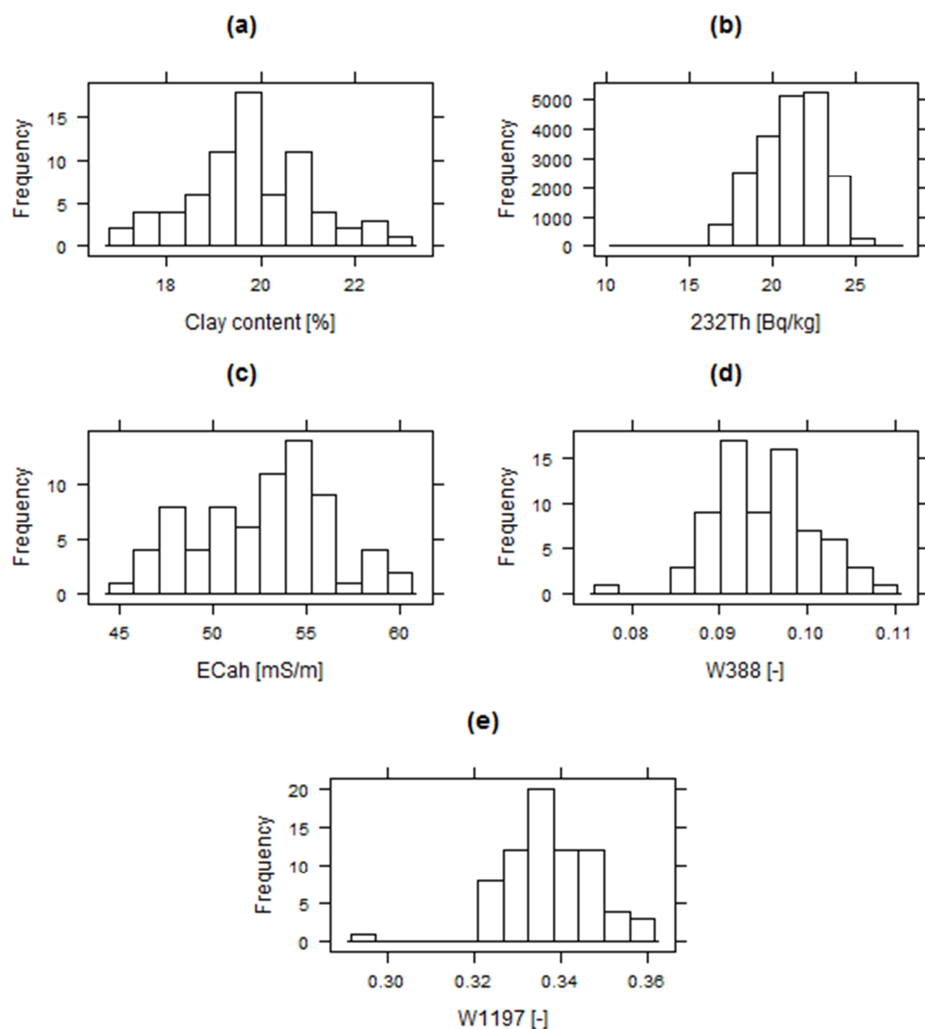 (a)
Frequency
15
10
5
0
18 20 22
Clay content [%]
(b)
Frequency
5000
4000
3000
2000
1000
0
10 15 20 25
232Th [Bq/kg]
(c)
Frequency
10
5
0
45 50 55 60
ECah [mS/m]
(d)
Frequency
15
10
5
0
0.08 0.09 0.10 0.11
W388 [-]
(e)
Frequency
20
15
10
5
0
0.30 0.32 0.34 0.36
W1197 [-]